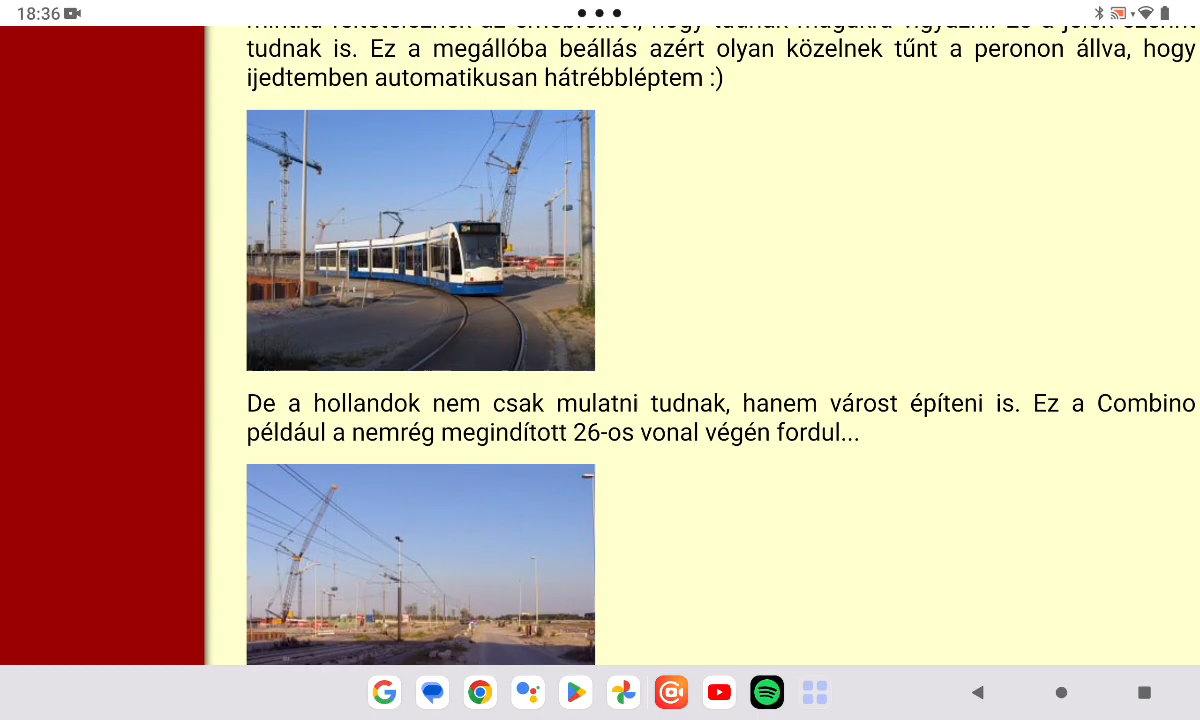 18:36
tudnak is. Ez a megállóba beállás azért olyan közelnek tűnt a peronon állva, hogy
ijedtemben automatikusan hátrébbléptem :)
De a hollandok nem csak mulatni tudnak, hanem várost építeni is. Ez a Combino
például a nemrég megindított 26-os vonal végén fordul...